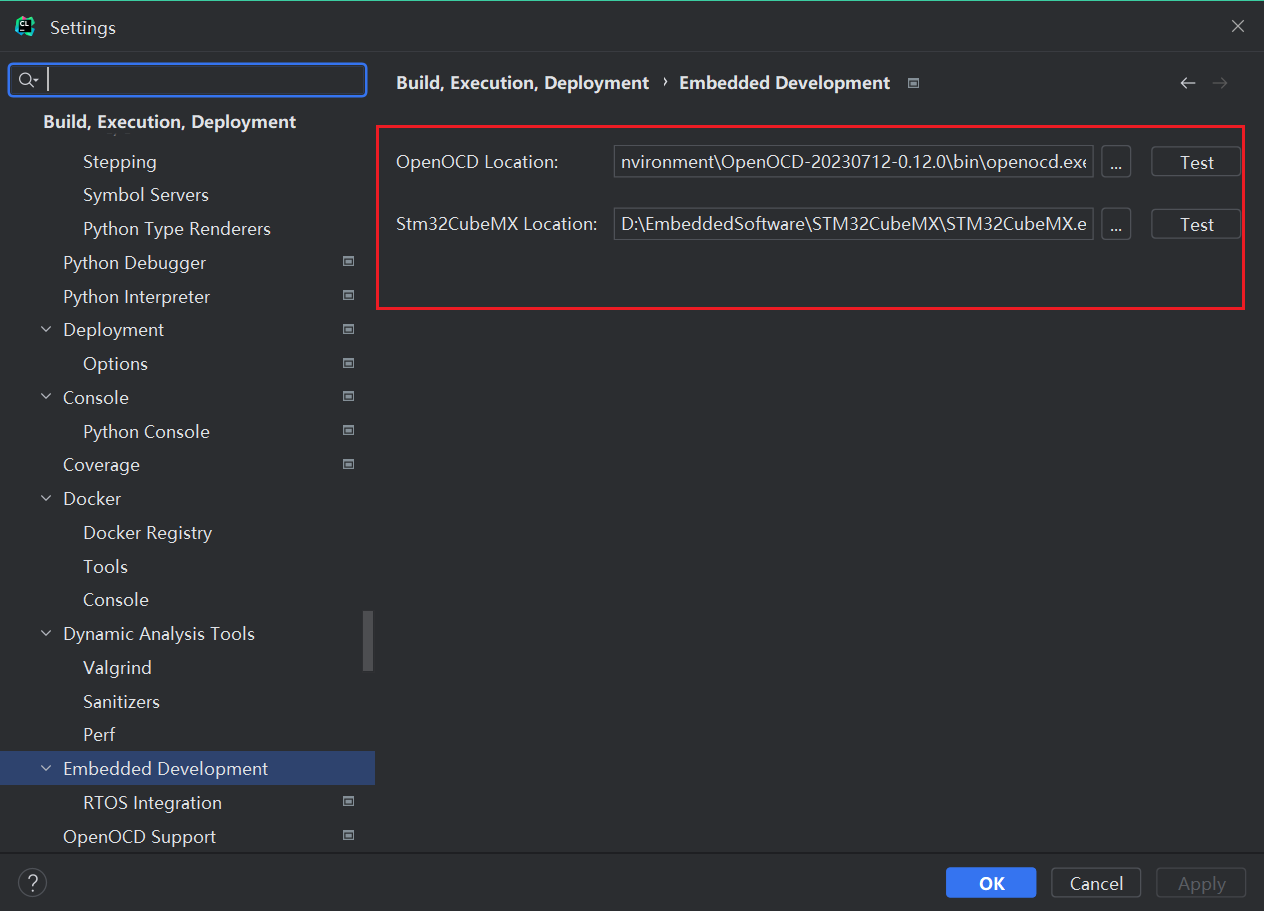 CL
Settings
Build, Execution, Deployment › Embedded Development
Build, Execution, Deployment
Stepping
Symbol Servers
Python Type Renderers
Python Debugger
Python Interpreter
Deployment
Options
Console
Python Console
Coverage
Docker
Docker Registry
Tools
Console
Dynamic Analysis Tools
Valgrind
Sanitizers
Perf
Embedded Development
RTOS Integration
OpenOCD Support
OpenOCD Location: nvironment\OpenOCD-20230712-0.12.0\bin\openocd.exe ... Test
Stm32CubeMX Location: D:\EmbeddedSoftware\STM32CubeMX\STM32CubeMX.e ... Test
? OK Cancel Apply